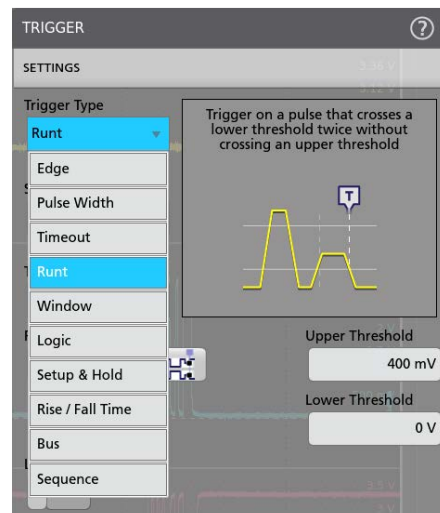 TRIGGER
?
SETTINGS
Trigger Type
Runt
Trigger on a pulse that crosses a
lower threshold twice without
crossing an upper threshold
T
Edge
Pulse Width
Timeout
Runt
Window
Logic
Setup & Hold
Rise / Fall Time
Bus
Sequence
Upper Threshold
400 mV
Lower Threshold
0 V